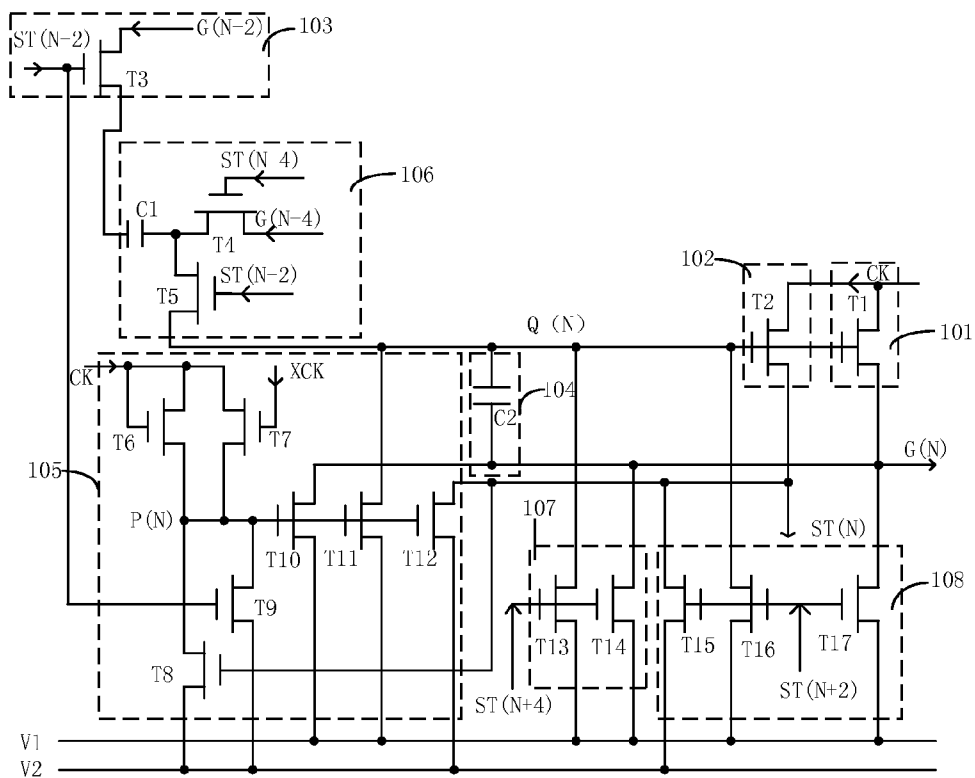 ST(N-2)
G(N-2)
103
T3
ST(N 4)
106
C1
G(N-4)
T4
ST(N-2)
T5
102
CK
T2
T1
Q (N)
101
CK
XCK
104
C2
T6
T7
G(N)
105
107
P(N)
ST(N)
T10
T11
T12
108
T9
T8
T13
T14
T15
T16
T17
ST(N+4)
ST(N+2)
V1
V2